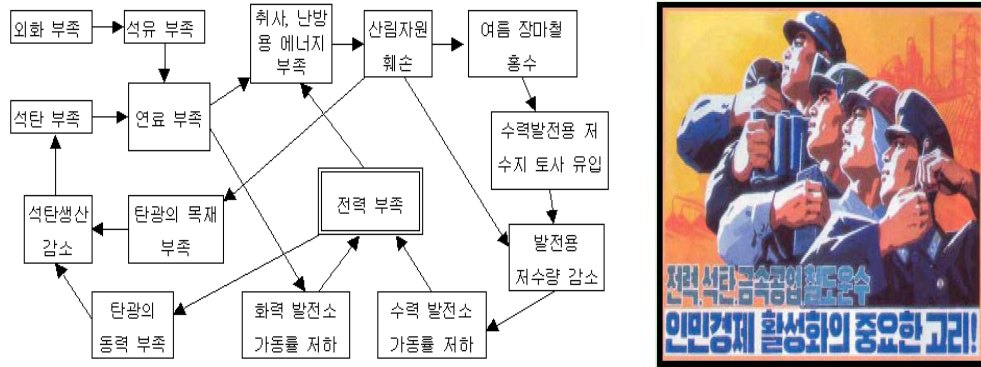 외화 부족
석유 부족
취사, 난방
용 에너지
부족
산림자원
훼손
여름 장마철
홍수
석탄 부족
연료 부족
수력발전용 저
수지 토사 유입
전력 부족
석탄생산
감소
탄광의 목재
부족
발전용
저수량 감소
탄광의
동력 부족
화력 발전소
가동률 저하
수력 발전소
가동률 저하
전력, 석탄, 금속공업, 철도운수
인민경제 활성화의 중요한 고리!